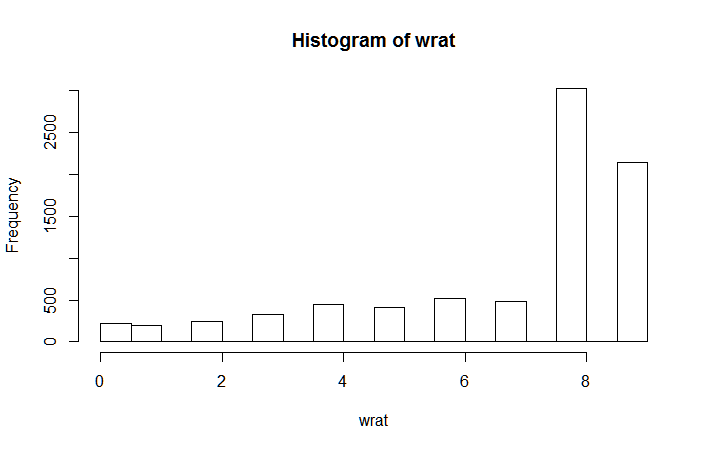 Histogram of wrat
Frequency
2500
1500
500
0
0 2 4 6 8
wrat